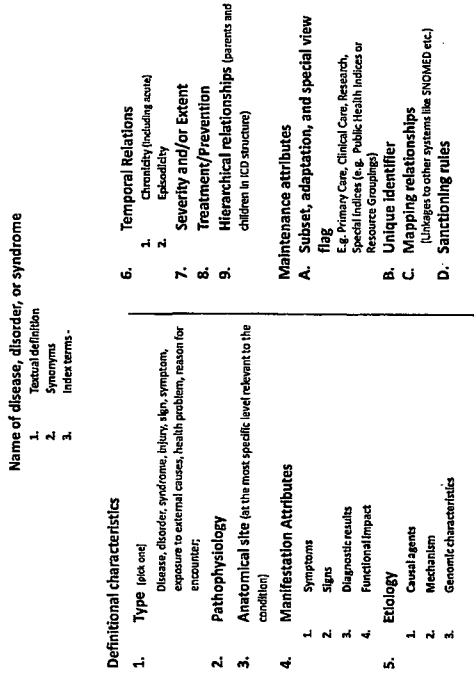 Name of disease, disorder, or syndrome
1. Textual definition
2. Synonyms
3. Index terms -
Definitional characteristics
1. Type (pick one)
Disease, disorder, syndrome, injury, sign, symptom,
exposure to external causes, health problem, reason for
encounter;
2. Pathophysiology
3. Anatomical site (at the most specific level relevant to the
condition)
4. Manifestation Attributes
1. Symptoms
2. Signs
3. Diagnostic results
4. Functional impact
5. Etiology
1. Causal agents
2. Mechanism
3. Genomic characteristics
6. Temporal Relations
1. Chronicity (including acute)
2. Episodicity
7. Severity and/or Extent
8. Treatment/Prevention
9. Hierarchical relationships (parents and
children in ICD structure)
Maintenance attributes
A. Subset, adaptation, and special view
flag
E.g. Primary Care, Clinical Care, Research,
Special Indices (e.g. Public Health Indices or
Resource Groupings)
B. Unique identifier
C. Mapping relationships
(Linkages to other systems like SNOMED etc.)
D. Sanctioning rules